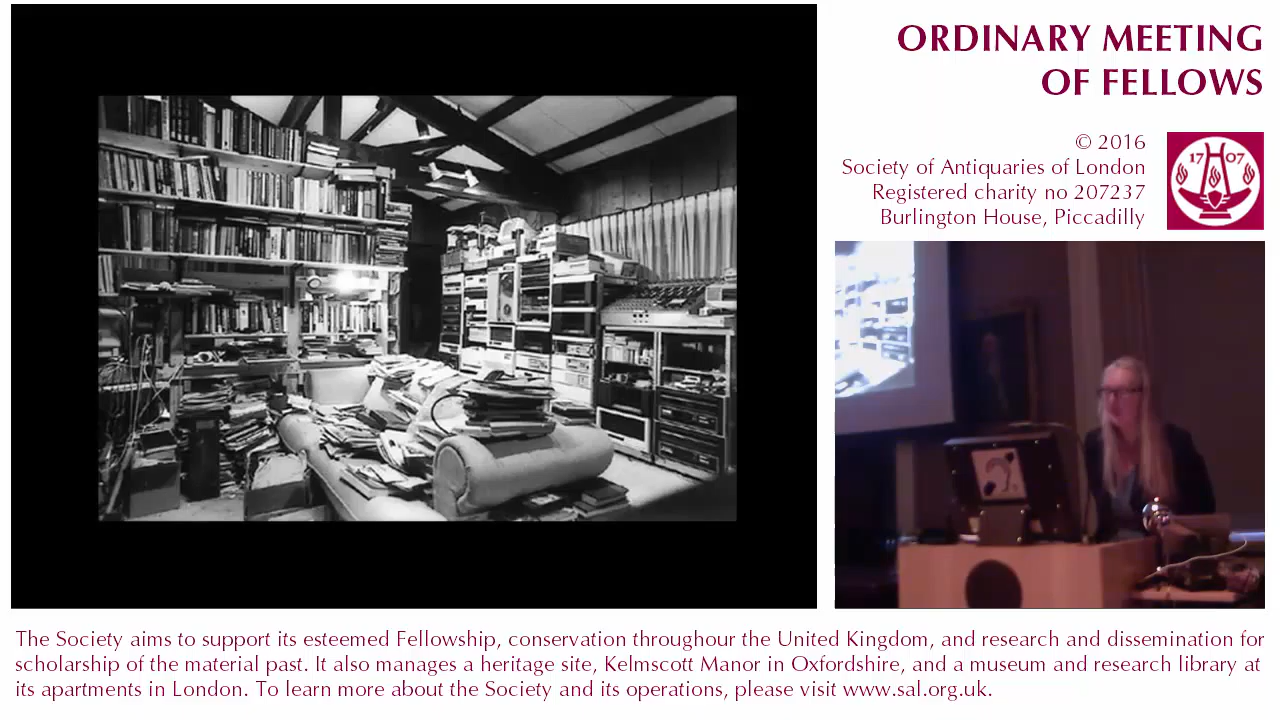 ORDINARY MEETING
OF FELLOWS
© 2016
Society of Antiquaries of London
Registered charity no 207237
Burlington House, Piccadilly
17 07
The Society aims to support its esteemed Fellowship, conservation throughour the United Kingdom, and research and dissemination for
scholarship of the material past. It also manages a heritage site, Kelmscott Manor in Oxfordshire, and a museum and research library at
its apartments in London. To learn more about the Society and its operations, please visit www.sal.org.uk.